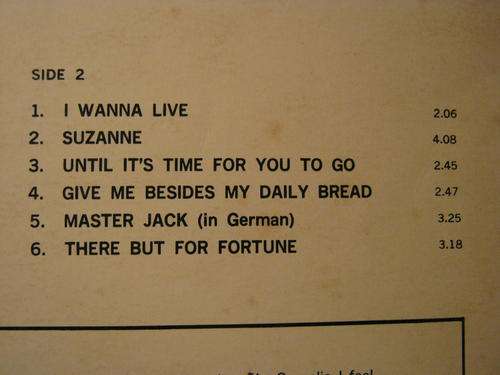 SIDE 2
1. I WANNA LIVE 2.06
2. SUZANNE 4.08
3. UNTIL IT'S TIME FOR YOU TO GO 2.45
4. GIVE ME BESIDES MY DAILY BREAD 2.47
5. MASTER JACK (in German) 3.25
6. THERE BUT FOR FORTUNE 3.18
I feel